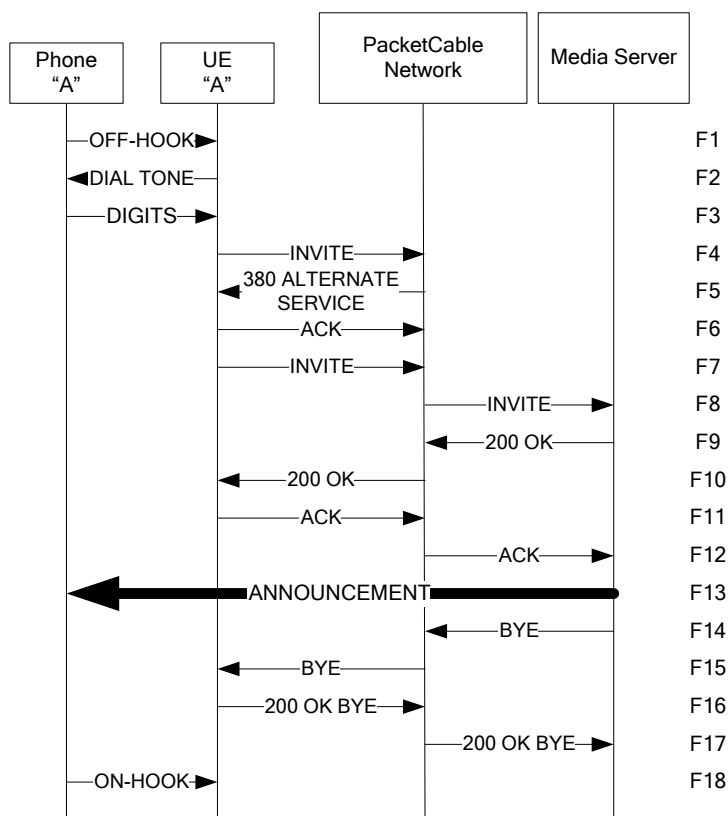 Phone
“A”
UE
“A”
PacketCable
Network
Media Server
OFF-HOOK F1
DIAL TONE F2
DIGITS F3
INVITE F4
380 ALTERNATE
SERVICE F5
ACK F6
INVITE F7
INVITE F8
200 OK F9
200 OK F10
ACK F11
ACK F12
ANNOUNCEMENT F13
BYE F14
BYE F15
200 OK BYE F16
200 OK BYE F17
ON-HOOK F18